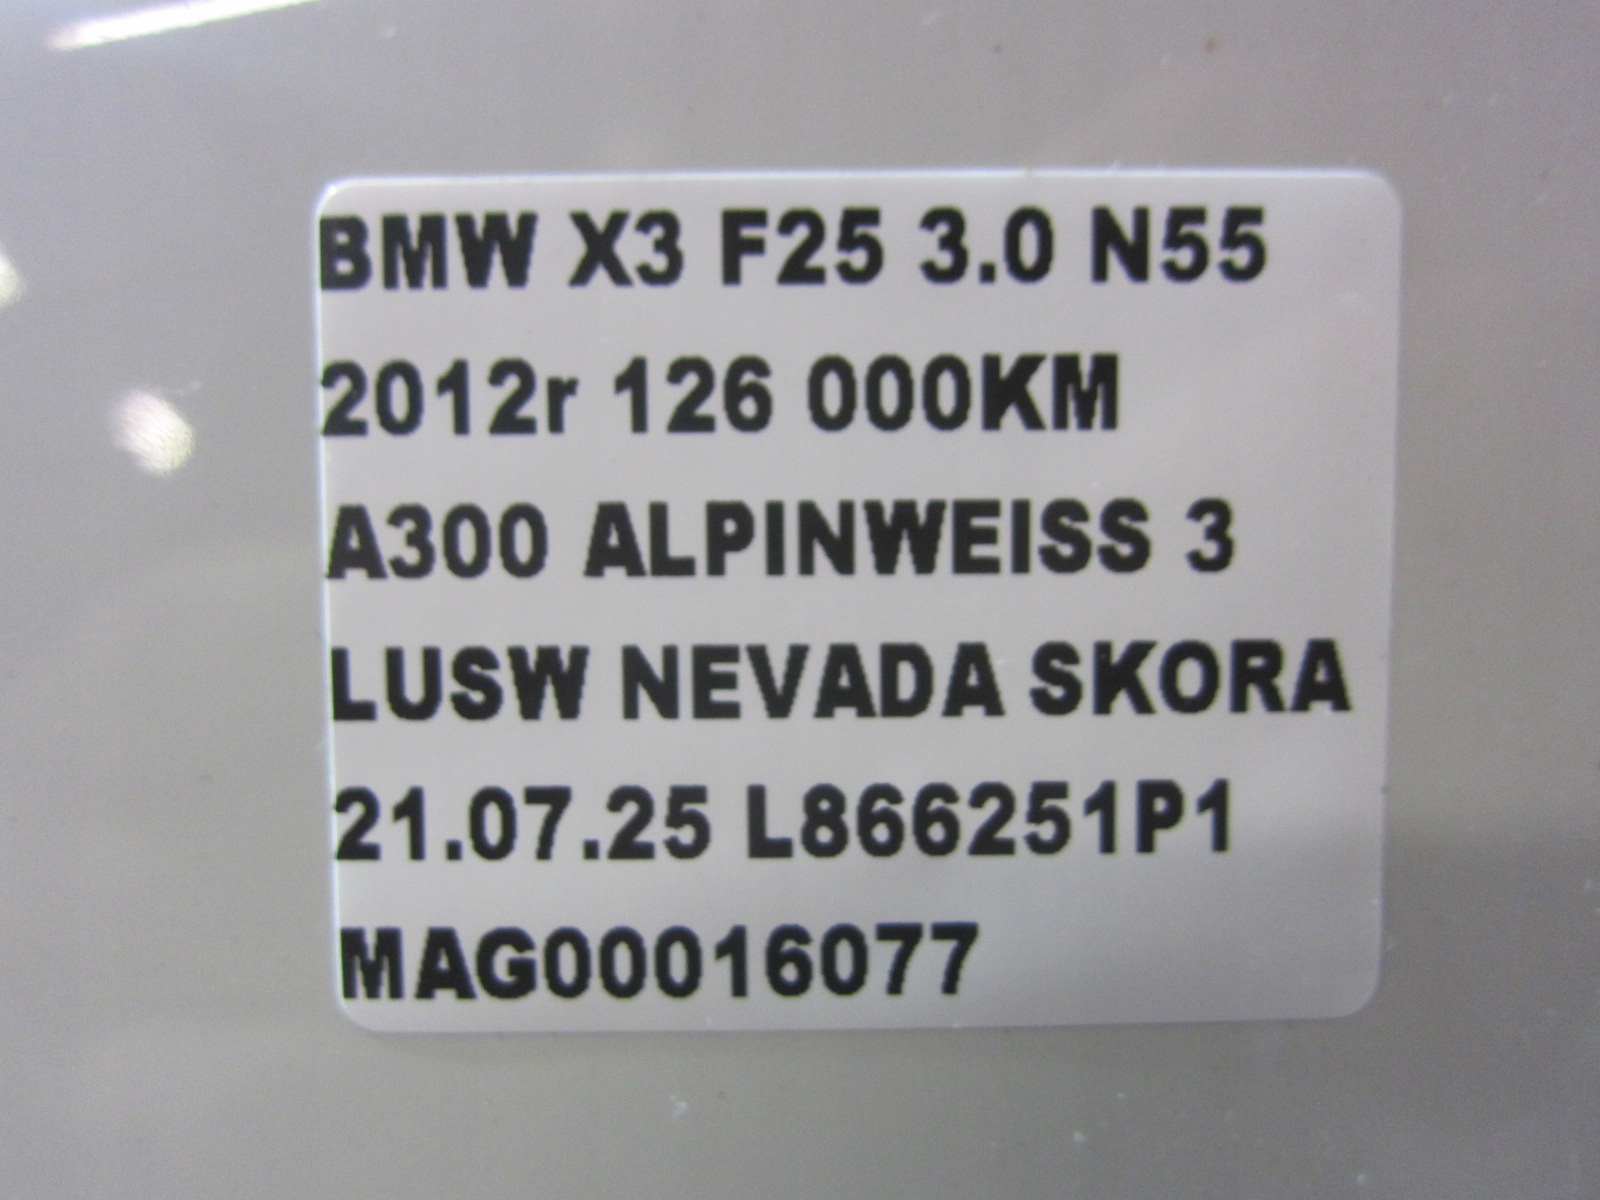 BMW X3 F25 3.0 N55
2012r 126 000KM
A300 ALPINWEISS 3
LUSW NEVADA SKORA
21.07.25 L866251P1
MAG00016077